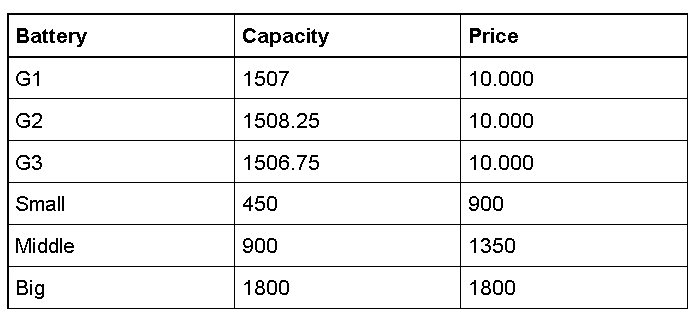 Battery Capacity Price
G1 1507 10.000
G2 1508.25 10.000
G3 1506.75 10.000
Small 450 900
Middle 900 1350
Big 1800 1800